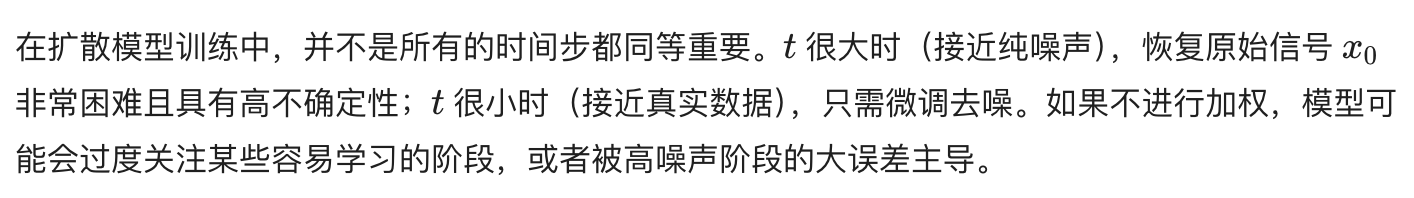 在扩散模型训练中，并不是所有的时间步都同等重要。t 很大时（接近纯噪声），恢复原始信号 x₀
非常困难且具有高不确定性；t 很小时（接近真实数据），只需微调去噪。如果不进行加权，模型可
能会过度关注某些容易学习的阶段，或者被高噪声阶段的大误差主导。